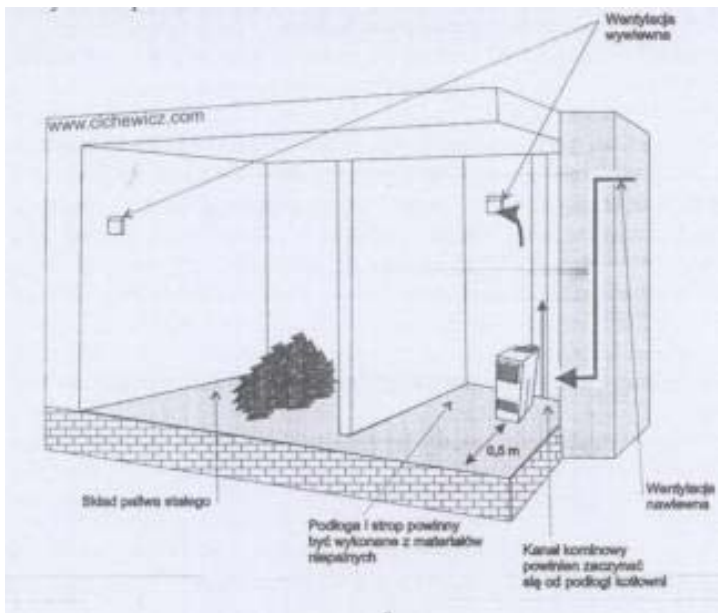 Wentylacja
wywiewna
www.cichewicz.com
0,5 m
Skład paliwa stałego
Podłoga i strop powinny
być wykonane z materiałów
niepalnych
Wentylacja
nawiewna
Kanał kominowy
powinien zaczynać
się od podłogi kotłowni